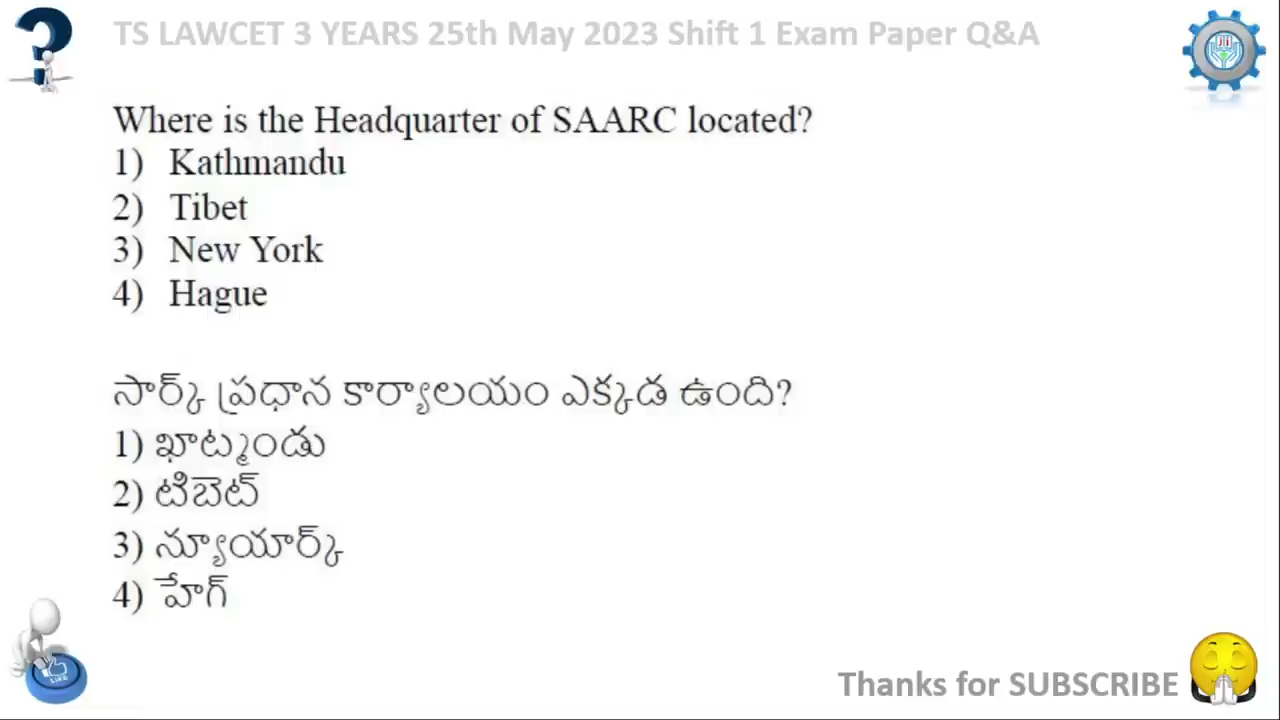 TS LAWCET 3 YEARS 25th May 2023 Shift 1 Exam Paper Q&A
Where is the Headquarter of SAARC located?
1) Kathmandu
2) Tibet
3) New York
4) Hague
సార్క్ ప్రధాన కార్యాలయం ఎక్కడ ఉంది?
1) ఖాట్మండు
2) టిబెట్
3) న్యూయార్క్
4) హేగ్
LIKE
Thanks for SUBSCRIBE